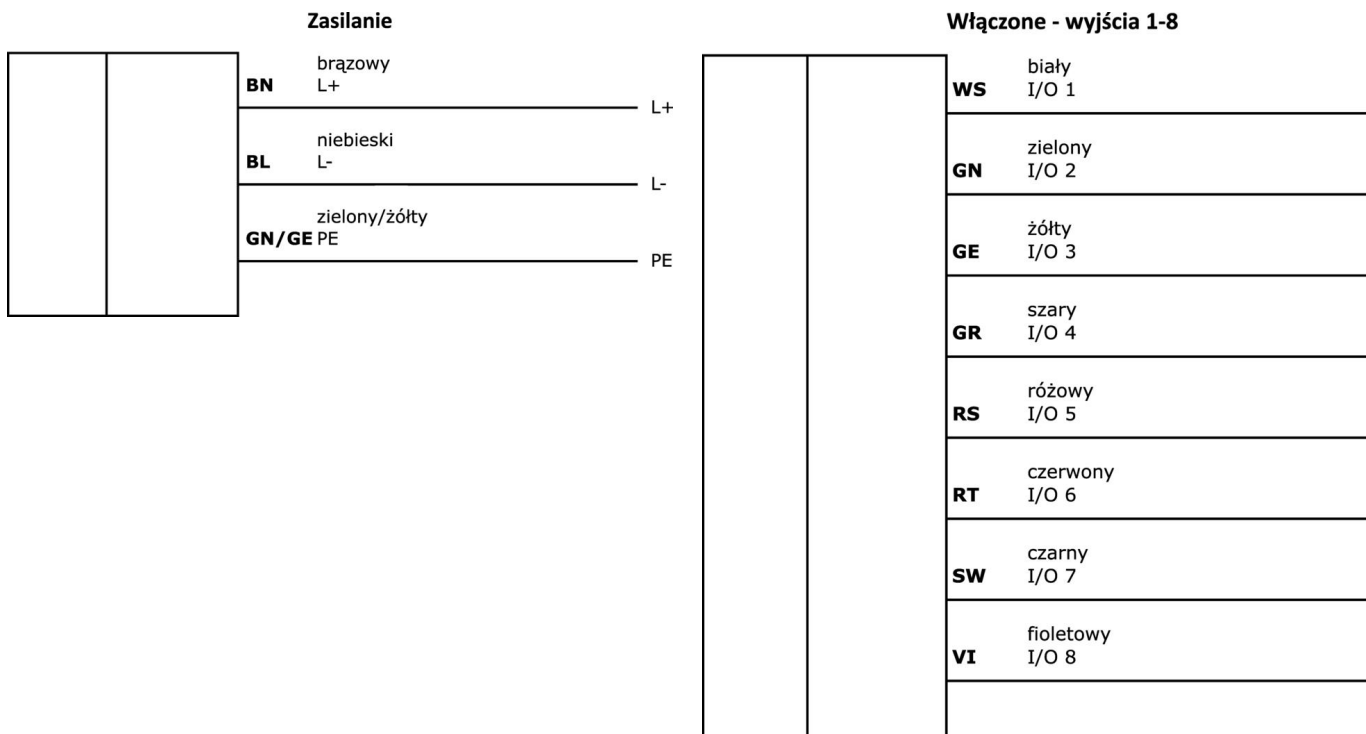 Zasilanie
brązowy
BN L+
L+
niebieski
BL L-
L-
zielony/żółty
GN/GE PE
PE
Włączone - wyjścia 1-8
biały
WS I/O 1
zielony
GN I/O 2
żółty
GE I/O 3
szary
GR I/O 4
różowy
RS I/O 5
czerwony
RT I/O 6
czarny
SW I/O 7
fioletowy
VI I/O 8